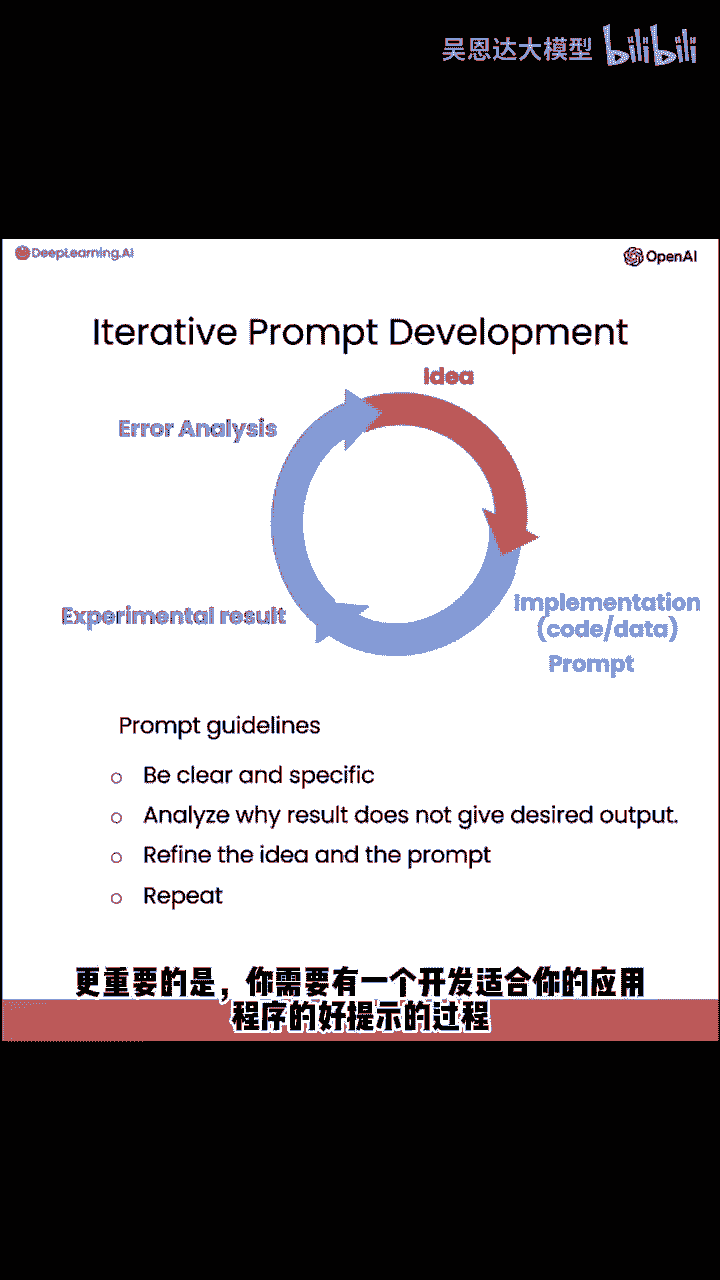 吴恩达大模型 bilibili
DeepLearning.AI
OpenAI
Iterative Prompt Development
Idea
Error Analysis
Experimental result
Implementation
(code/data)
Prompt
Prompt guidelines
Be clear and specific
Analyze why result does not give desired output.
Refine the idea and the prompt
Repeat
更重要的是，你需要有一个开发适合你的应用
程序的好提示的过程